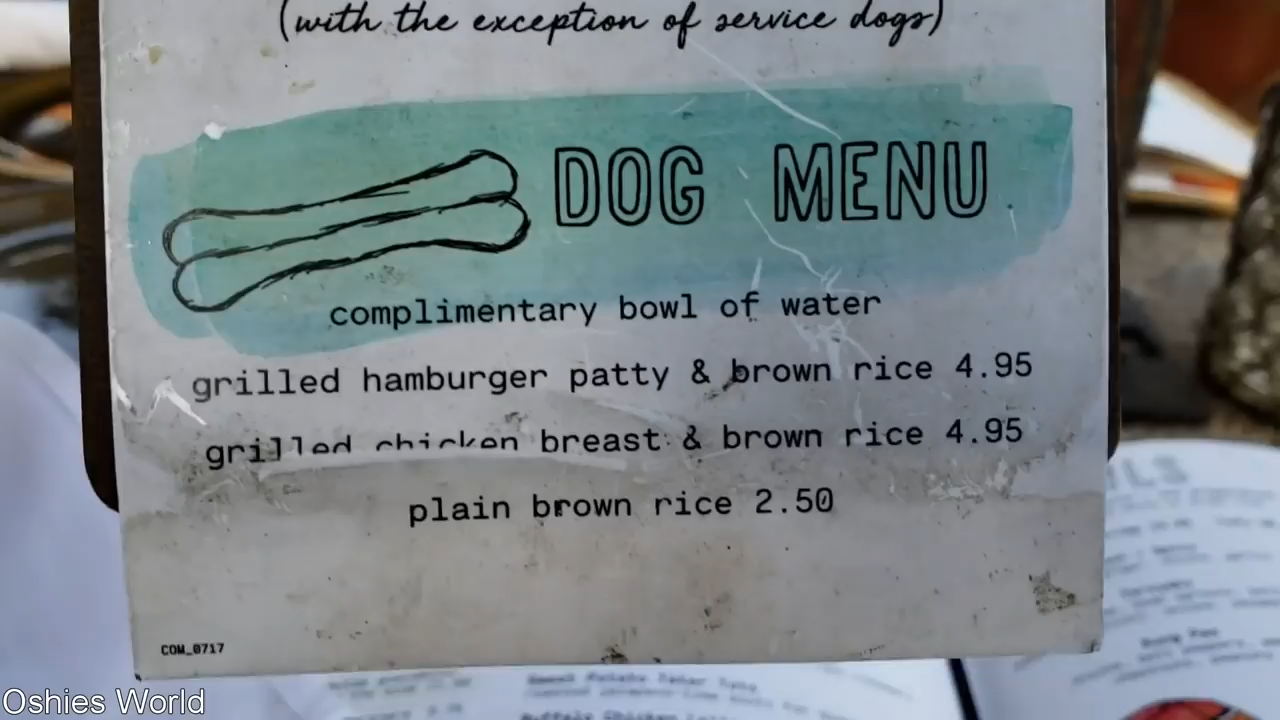 (with the exception of service dogs)
DOG MENU
complimentary bowl of water
grilled hamburger patty & brown rice 4.95
grilled chicken breast & brown rice 4.95
plain brown rice 2.50
COM_0717
Oshies World